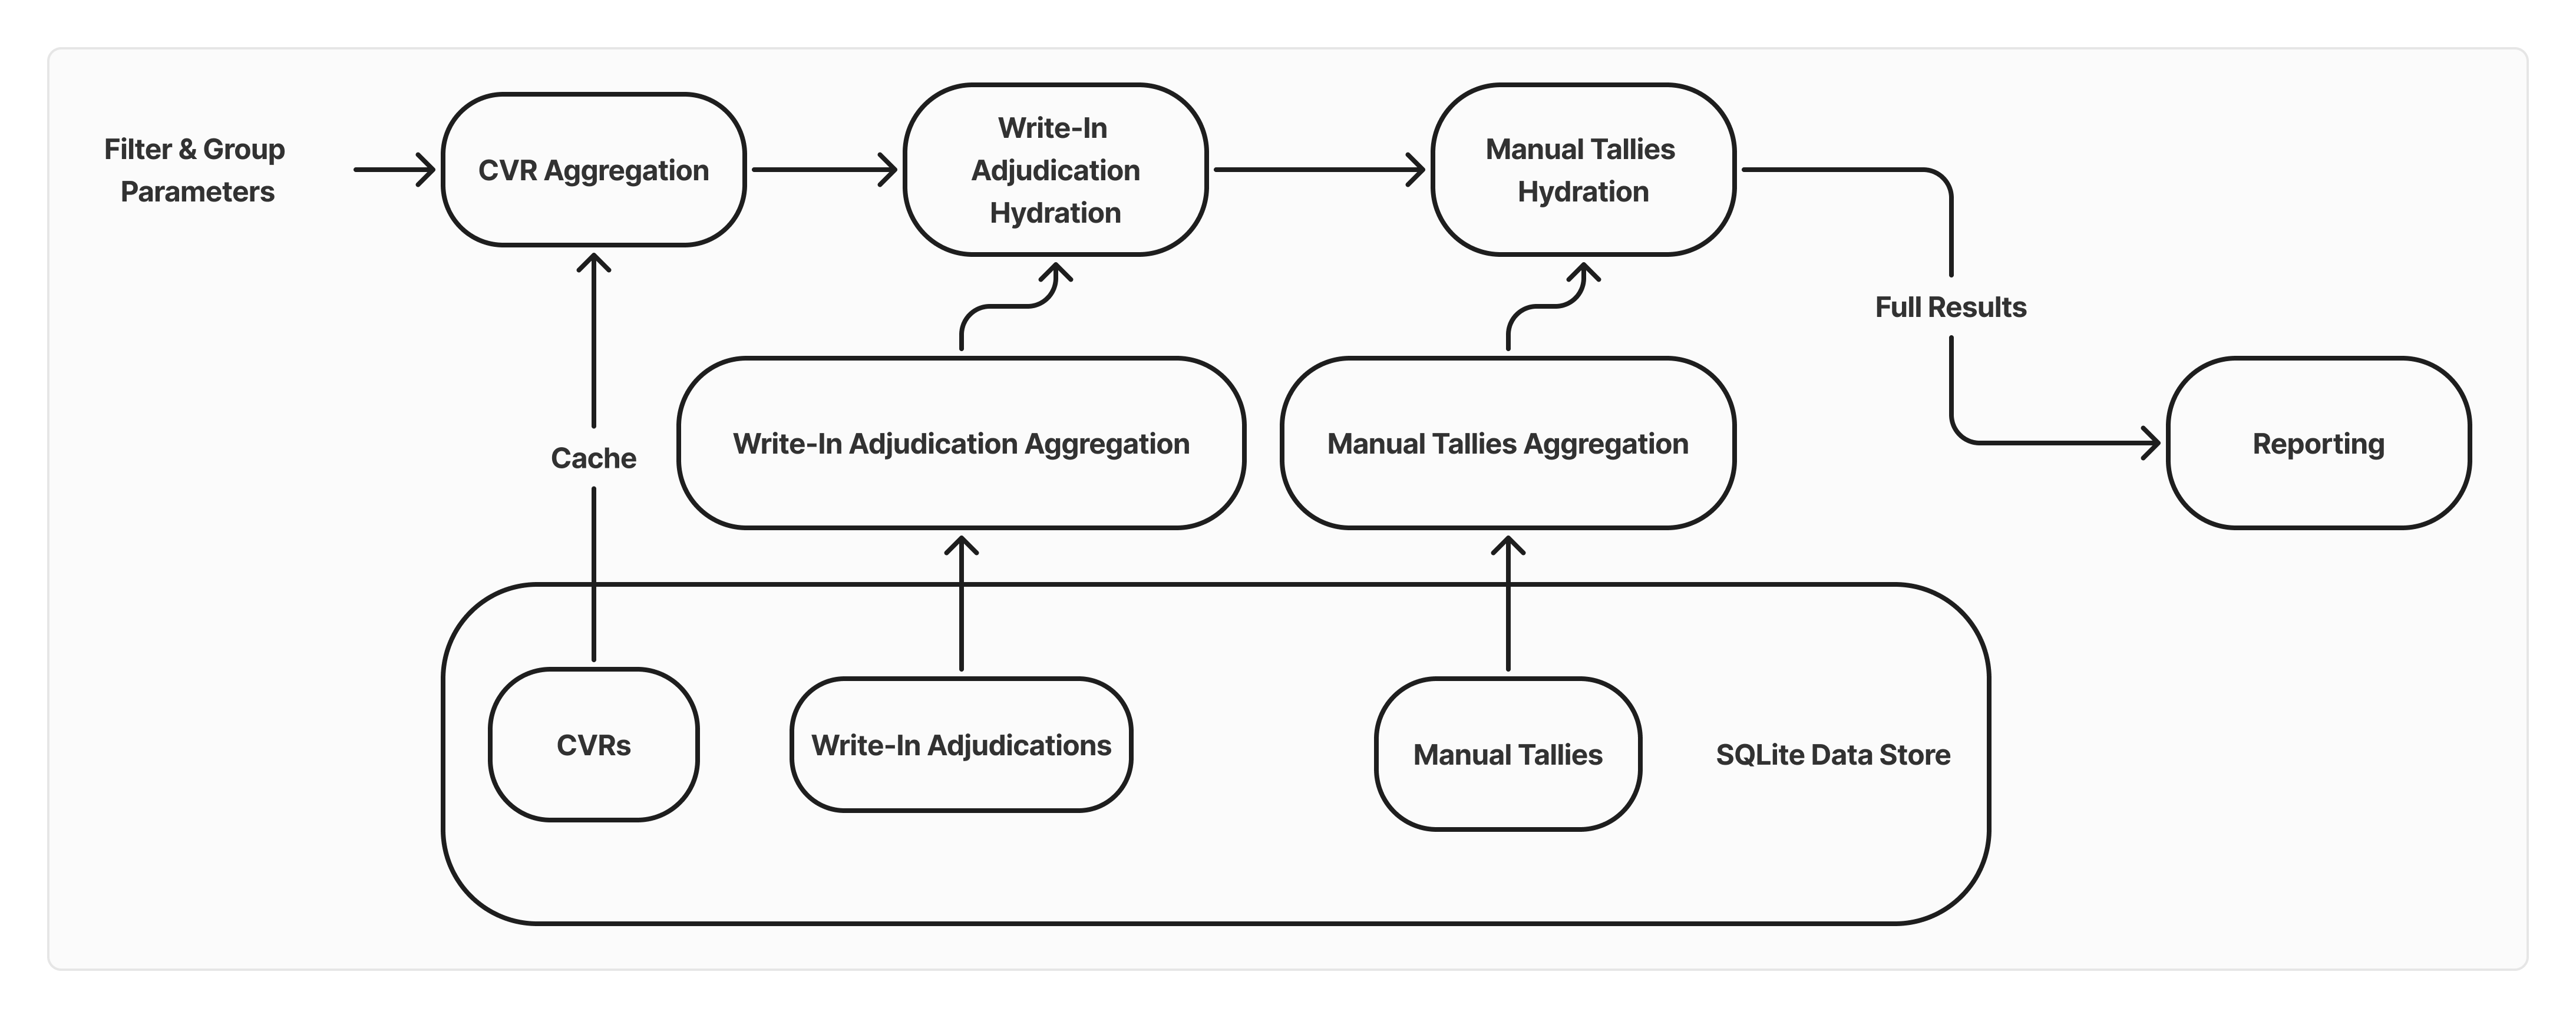 Filter & Group
Parameters
CVR Aggregation
Write-In
Adjudication
Hydration
Manual Tallies
Hydration
Full Results
Cache
Write-In Adjudication Aggregation
Manual Tallies Aggregation
Reporting
CVRs
Write-In Adjudications
Manual Tallies
SQLite Data Store